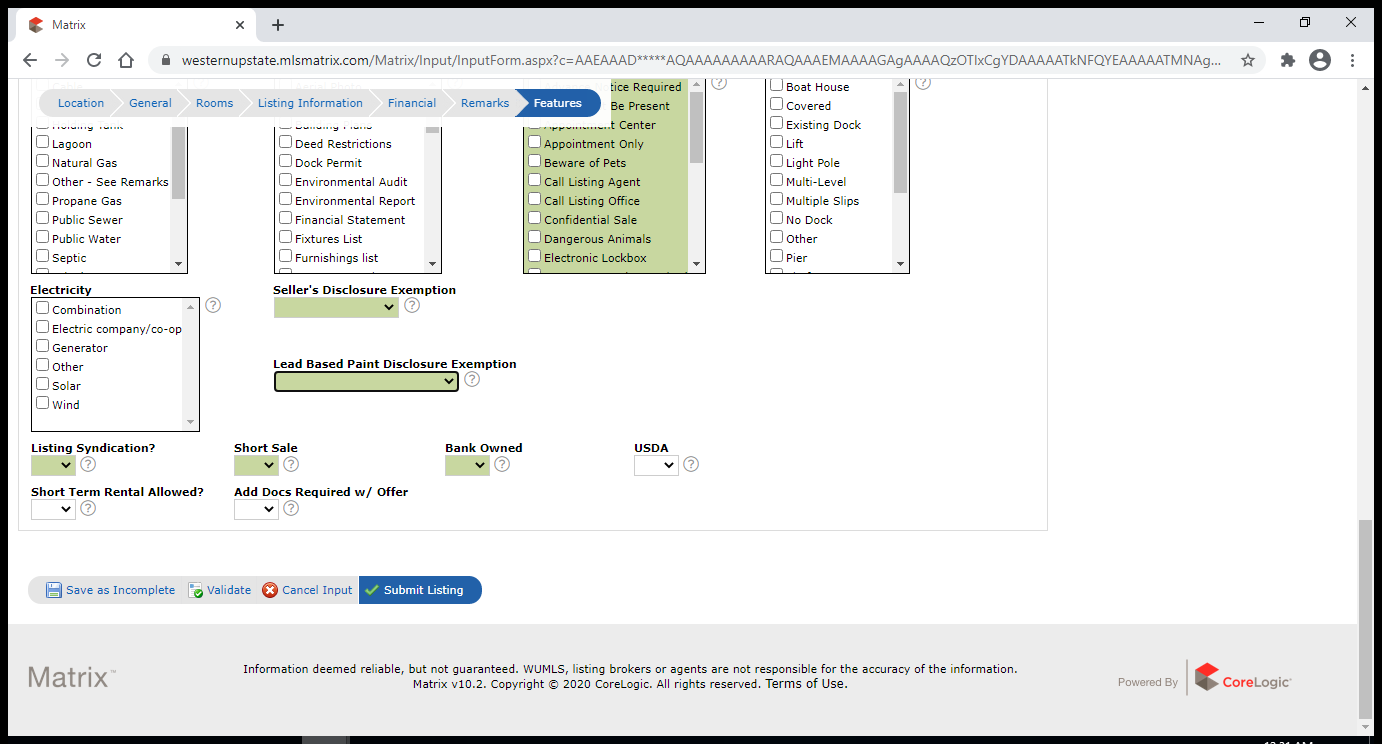 Matrix
westernupstate.mlsmatrix.com/Matrix/Input/InputForm.aspx?c=AAEAAAD*****AQAAAAAAAAARAQAAAEMAAAAGAgAAAAQzOTIxCgYDAAAAATkNFQYEAAAAATMNAg...
Location General Rooms Listing Information Financial Remarks Features
Required
Be Present
Appointment Center
Appointment Only
Beware of Pets
Call Listing Agent
Call Listing Office
Confidential Sale
Dangerous Animals
Electronic Lockbox
Holding Tank
Lagoon
Natural Gas
Other - See Remarks
Propane Gas
Public Sewer
Public Water
Septic
Building Plans
Deed Restrictions
Dock Permit
Environmental Audit
Environmental Report
Financial Statement
Fixtures List
Furnishings list
Boat House
Covered
Existing Dock
Lift
Light Pole
Multi-Level
Multiple Slips
No Dock
Other
Pier
Electricity
Combination
Electric company/co-op
Generator
Other
Solar
Wind
Seller's Disclosure Exemption
Lead Based Paint Disclosure Exemption
Listing Syndication? Short Sale Bank Owned USDA
Short Term Rental Allowed? Add Docs Required w/ Offer
Save as Incomplete Validate Cancel Input Submit Listing
Matrix™
Information deemed reliable, but not guaranteed. WUMLS, listing brokers or agents are not responsible for the accuracy of the information.
Matrix v10.2. Copyright © 2020 CoreLogic. All rights reserved. Terms of Use.
Powered By CoreLogic